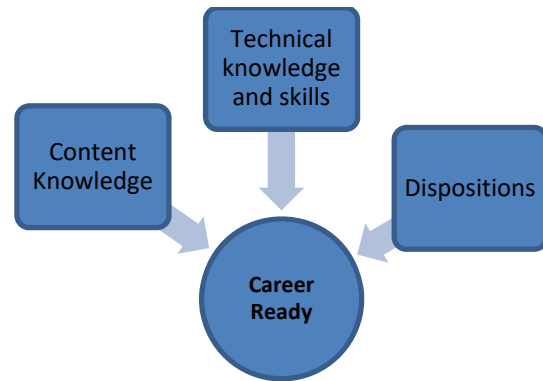 Technical
knowledge
and skills
Content
Knowledge
Dispositions
Career
Ready